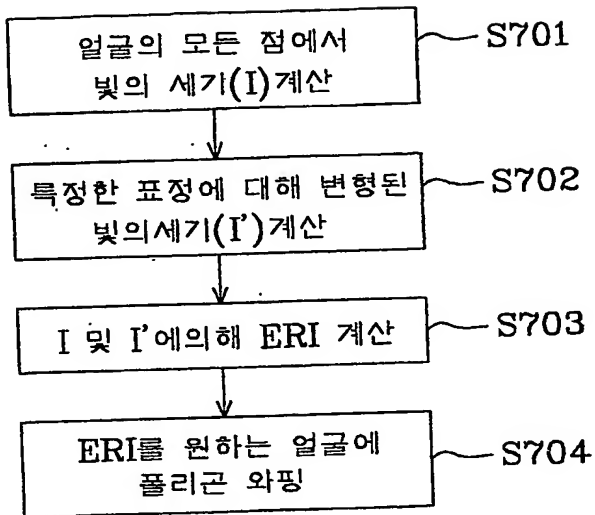 얼굴의 모든 점에서
빛의 세기(I)계산
S701
특정한 표정에 대해 변형된
빛의세기(I')계산
S702
I 및 I'에의해 ERI 계산
S703
ERI를 원하는 얼굴에
폴리곤 와핑
S704